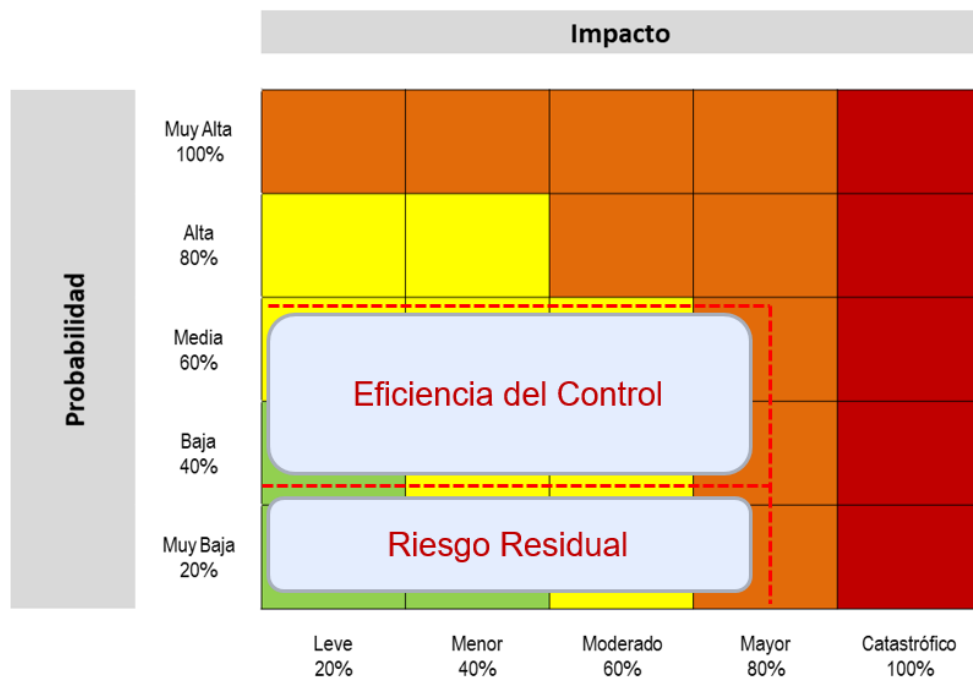 Impacto
Probabilidad
Muy Alta
100%
Alta
80%
Media
60%
Baja
40%
Muy Baja
20%
Eficiencia del Control
Riesgo Residual
Leve
20%
Menor
40%
Moderado
60%
Mayor
80%
Catastrófico
100%